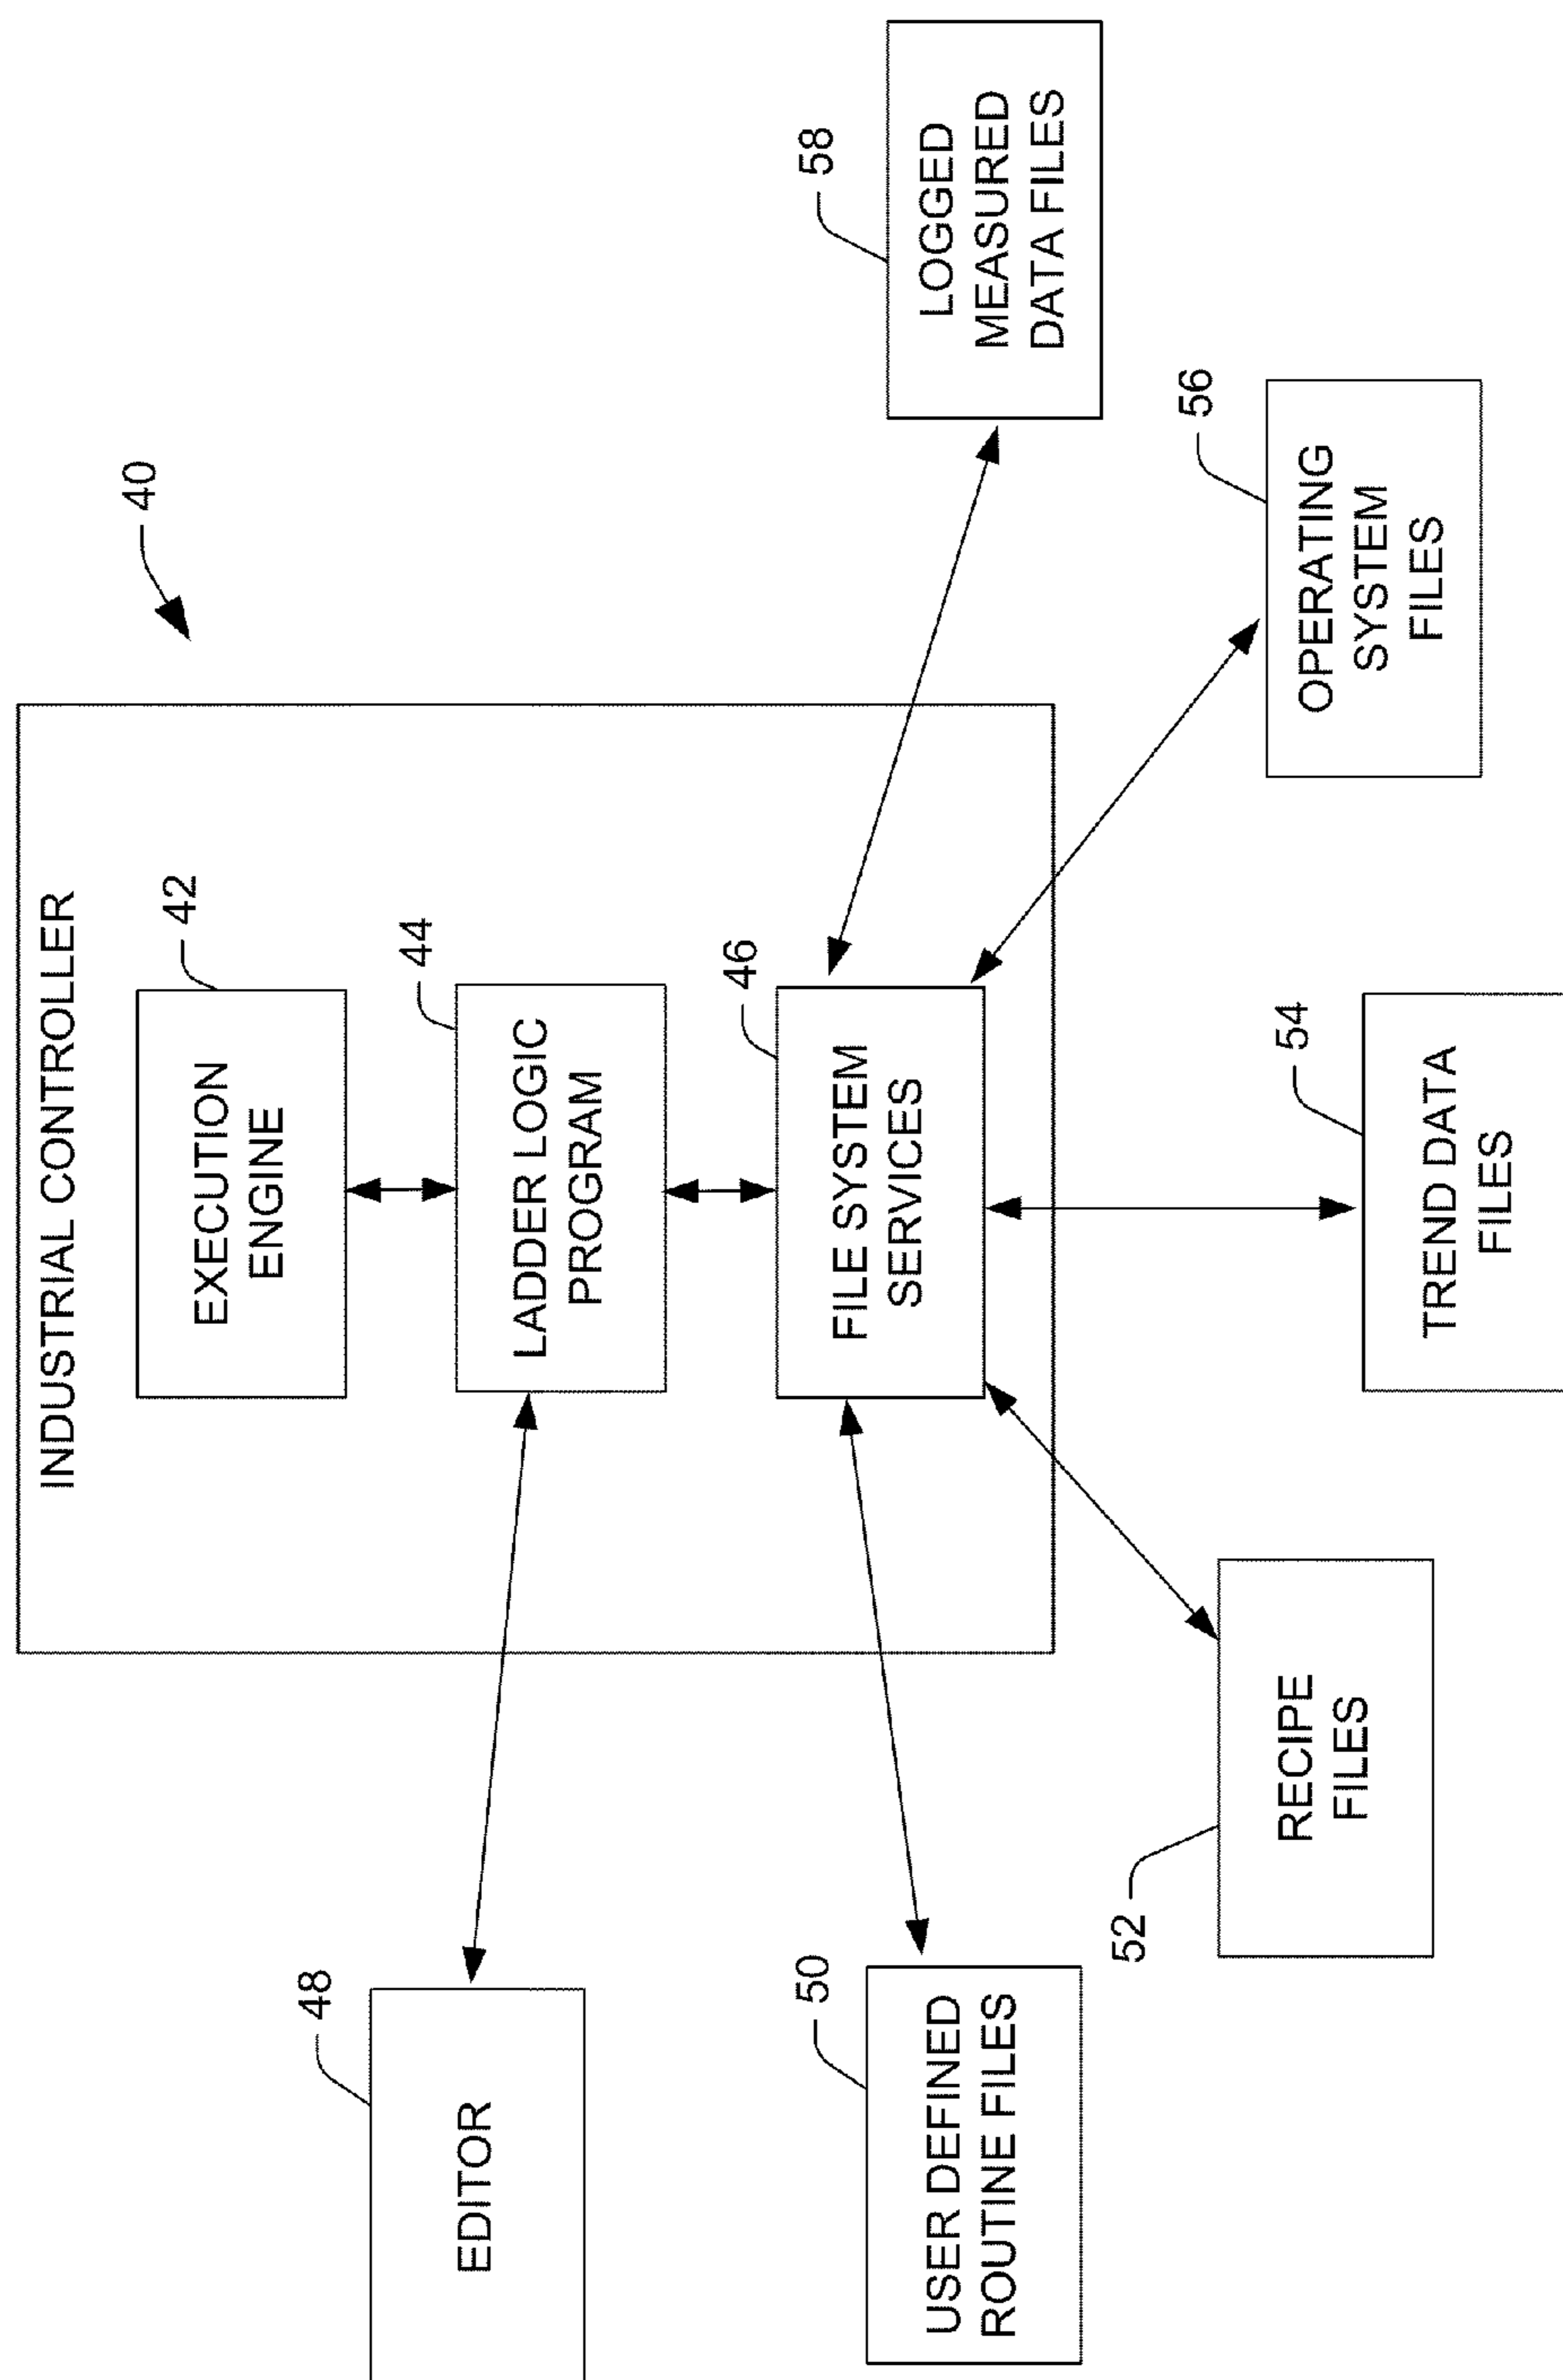 40
INDUSTRIAL CONTROLLER
42
EXECUTION
ENGINE
44
LADDER LOGIC
PROGRAM
46
FILE SYSTEM
SERVICES
48
EDITOR
50
USER DEFINED
ROUTINE FILES
52
RECIPE
FILES
54
TREND DATA
FILES
56
OPERATING
SYSTEM
FILES
58
LOGGED
MEASURED
DATA FILES